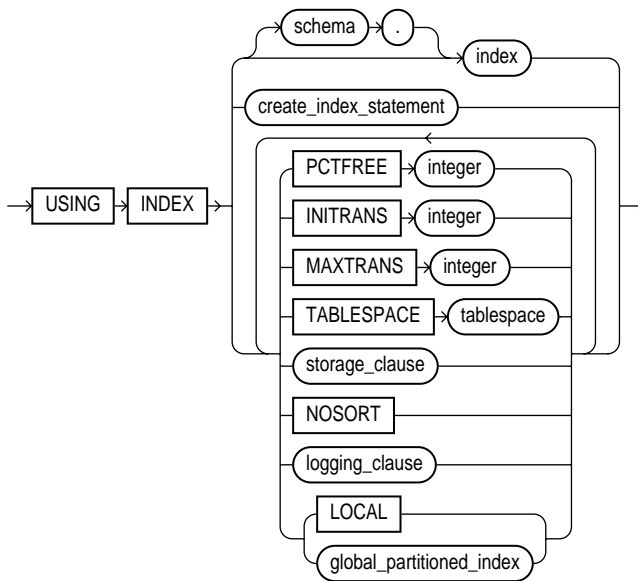 schema .
index
create_index_statement
PCTFREE integer
USING INDEX
INITRANS integer
MAXTRANS integer
TABLESPACE tablespace
storage_clause
NOSORT
logging_clause
LOCAL
global_partitioned_index